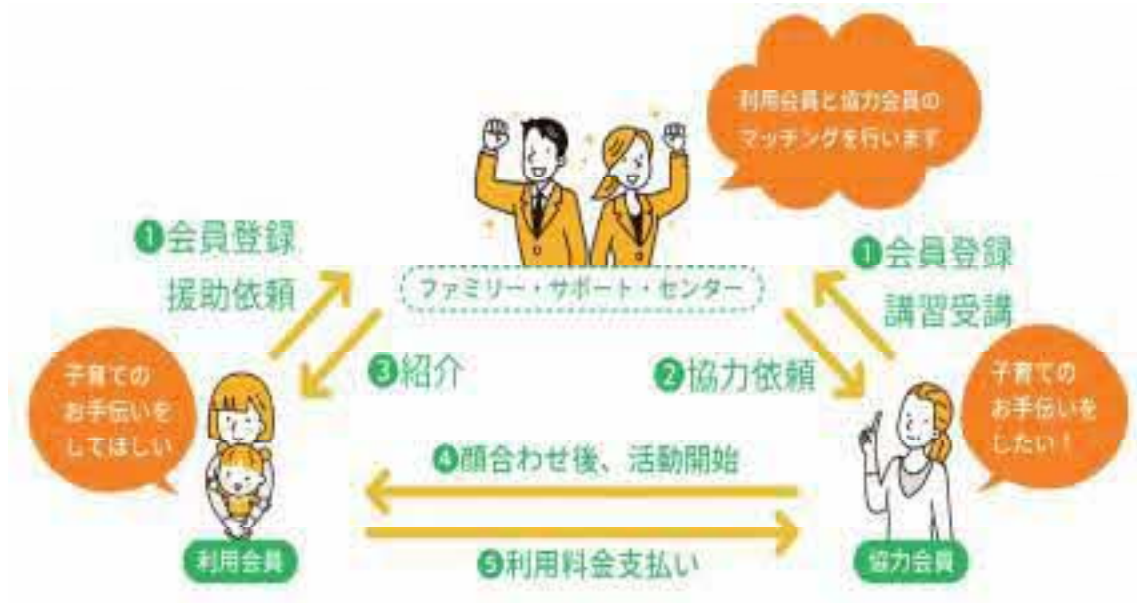 利用会員と協力会員の
マッチングを行います
❶会員登録
援助依頼
❶会員登録
講習受講
ファミリー・サポート・センター
❸紹介
❷協力依頼
子育ての
お手伝いを
してほしい
子育ての
お手伝いを
したい!
❹顔合わせ後、活動開始
❺利用料金支払い
利用会員
協力会員